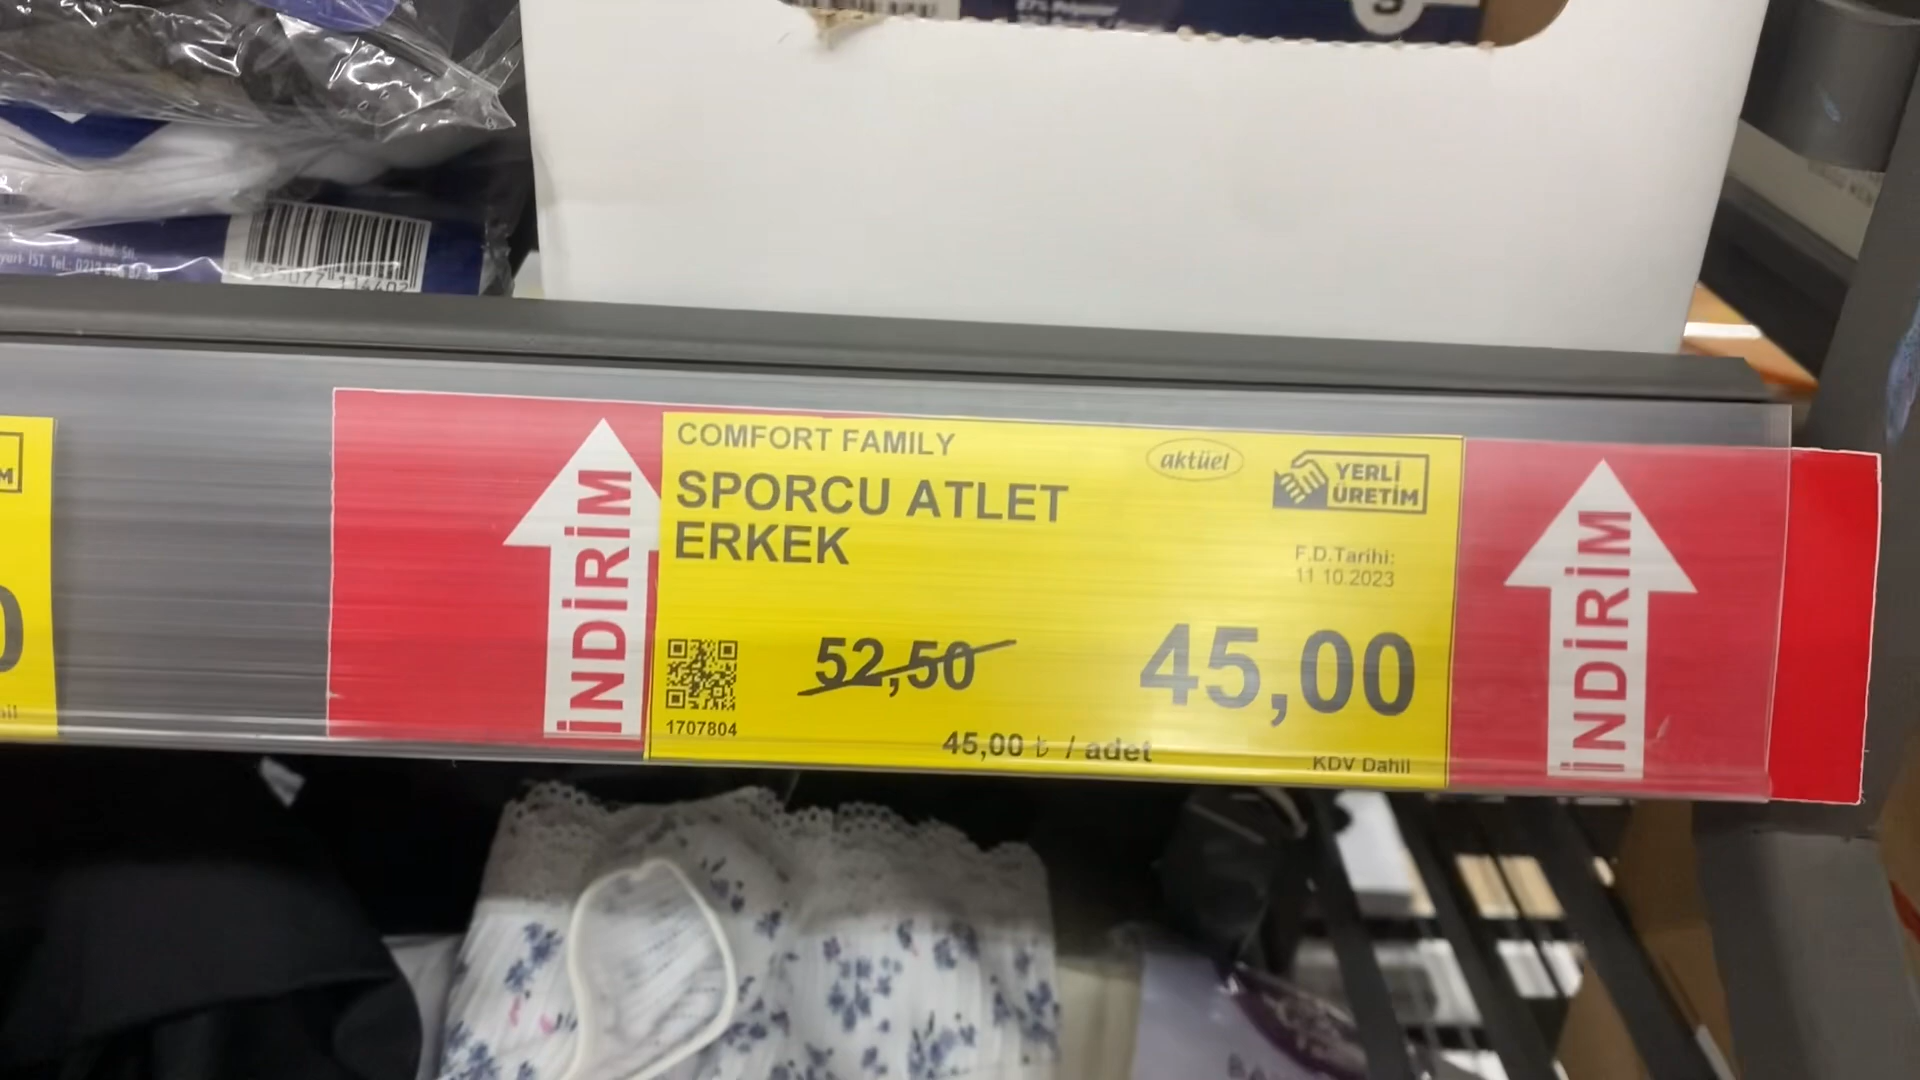 COMFORT FAMILY
aktüel
YERLİ
ÜRETİM
SPORCU ATLET
ERKEK
F.D.Tarihi:
11 10.2023
52,50
45,00
1707804
45,00 ₺ / adet
KDV Dahil
İNDİRİM
İNDİRİM